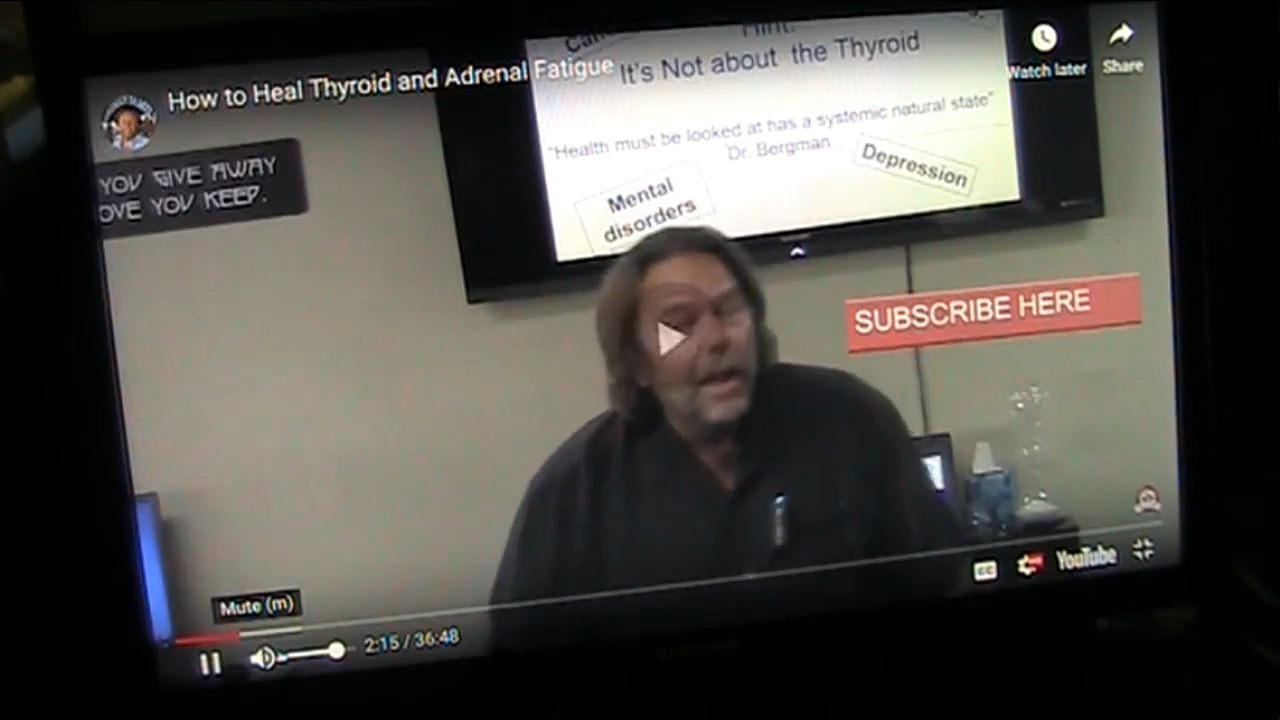 How to Heal Thyroid and Adrenal Fatigue
It's Not about the Thyroid
Watch later
Share
"Health must be looked at has a systemic natural state"
Dr. Bergman
Depression
Mental
disorders
YOU GIVE AWAY
OVE YOU KEEP.
SUBSCRIBE HERE
CC
YouTube
Mute (m)
2:15 / 36:48